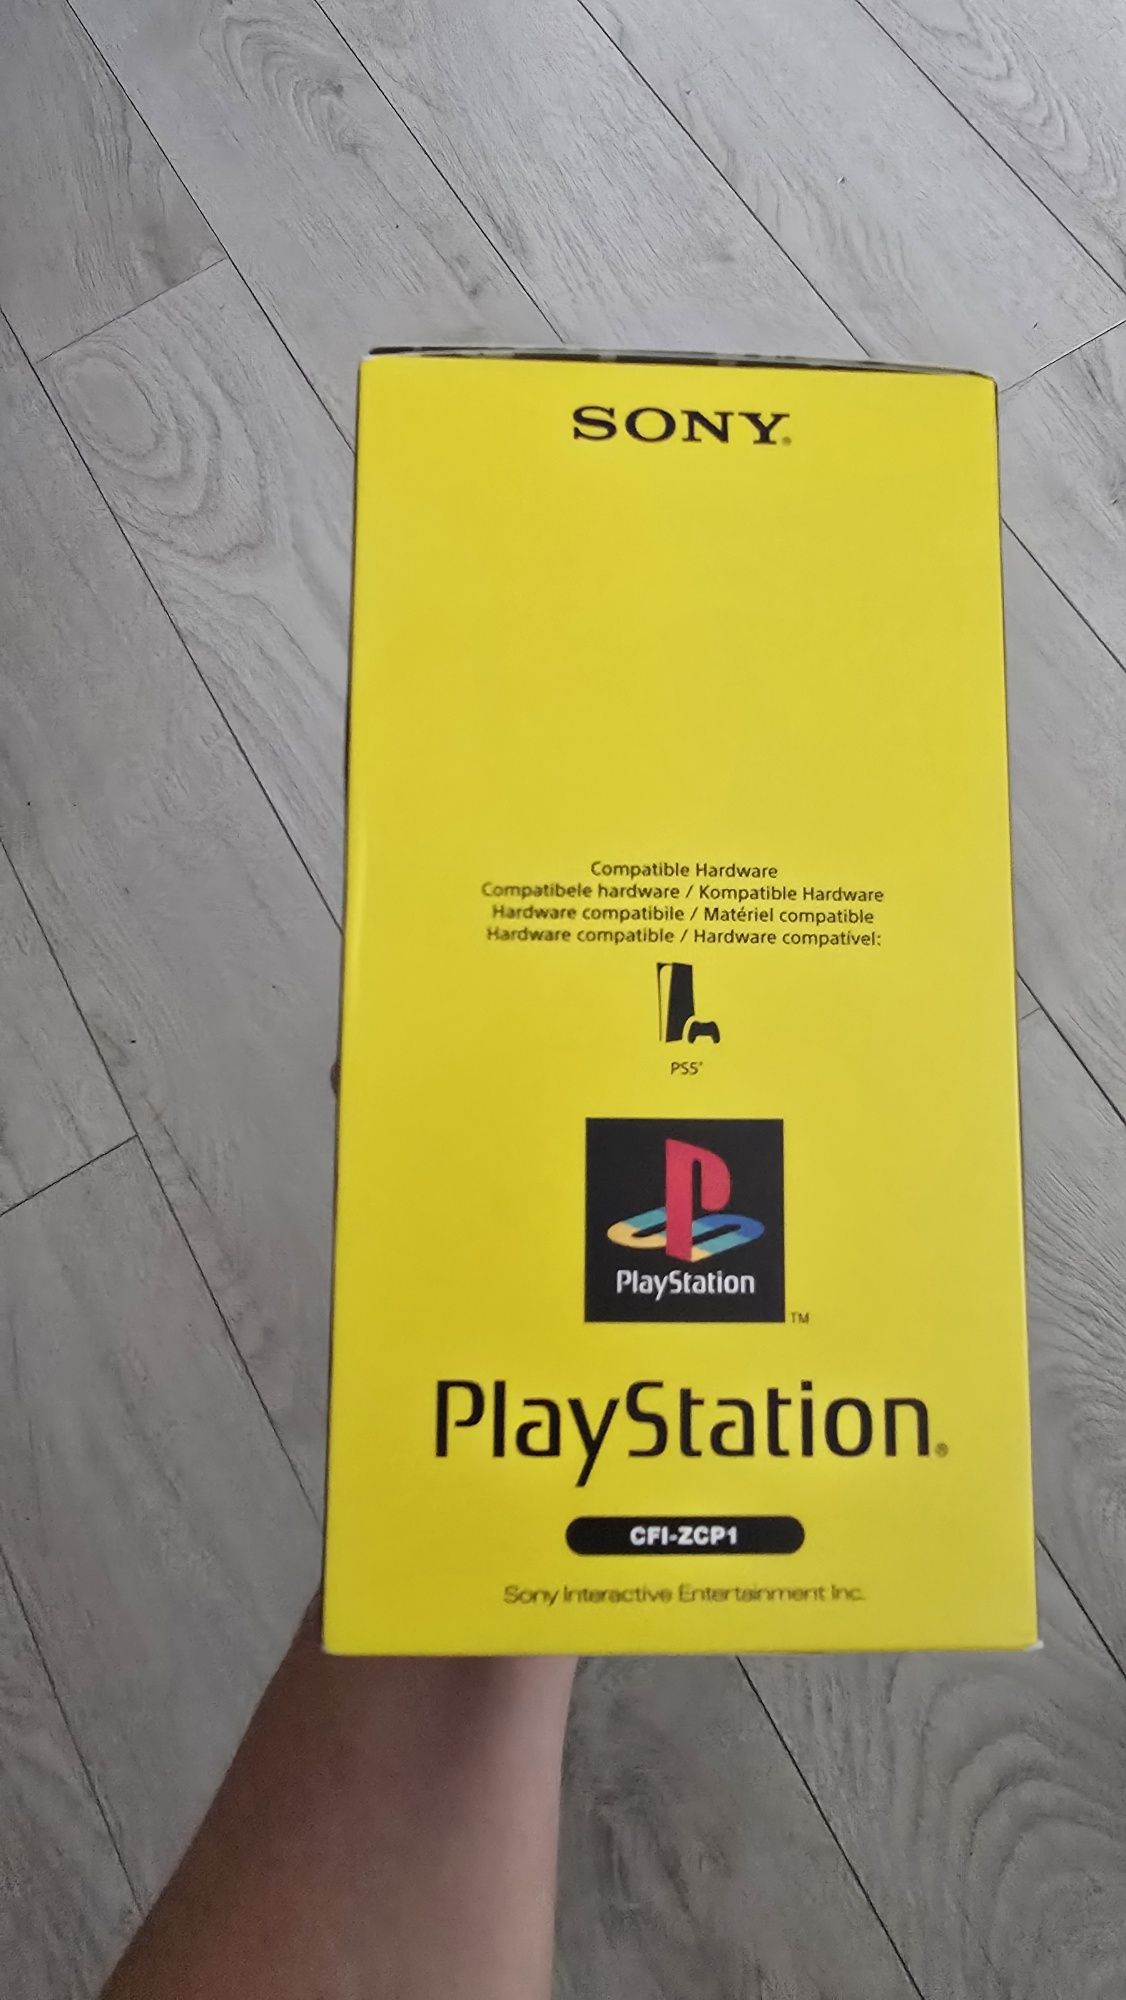 SONY®
Compatible Hardware
Compatibele hardware / Kompatible Hardware
Hardware compatibile / Matériel compatible
Hardware compatible / Hardware compatível:
PS5®
PlayStation
TM
PlayStation®
CFI-ZCP1
Sony Interactive Entertainment Inc.